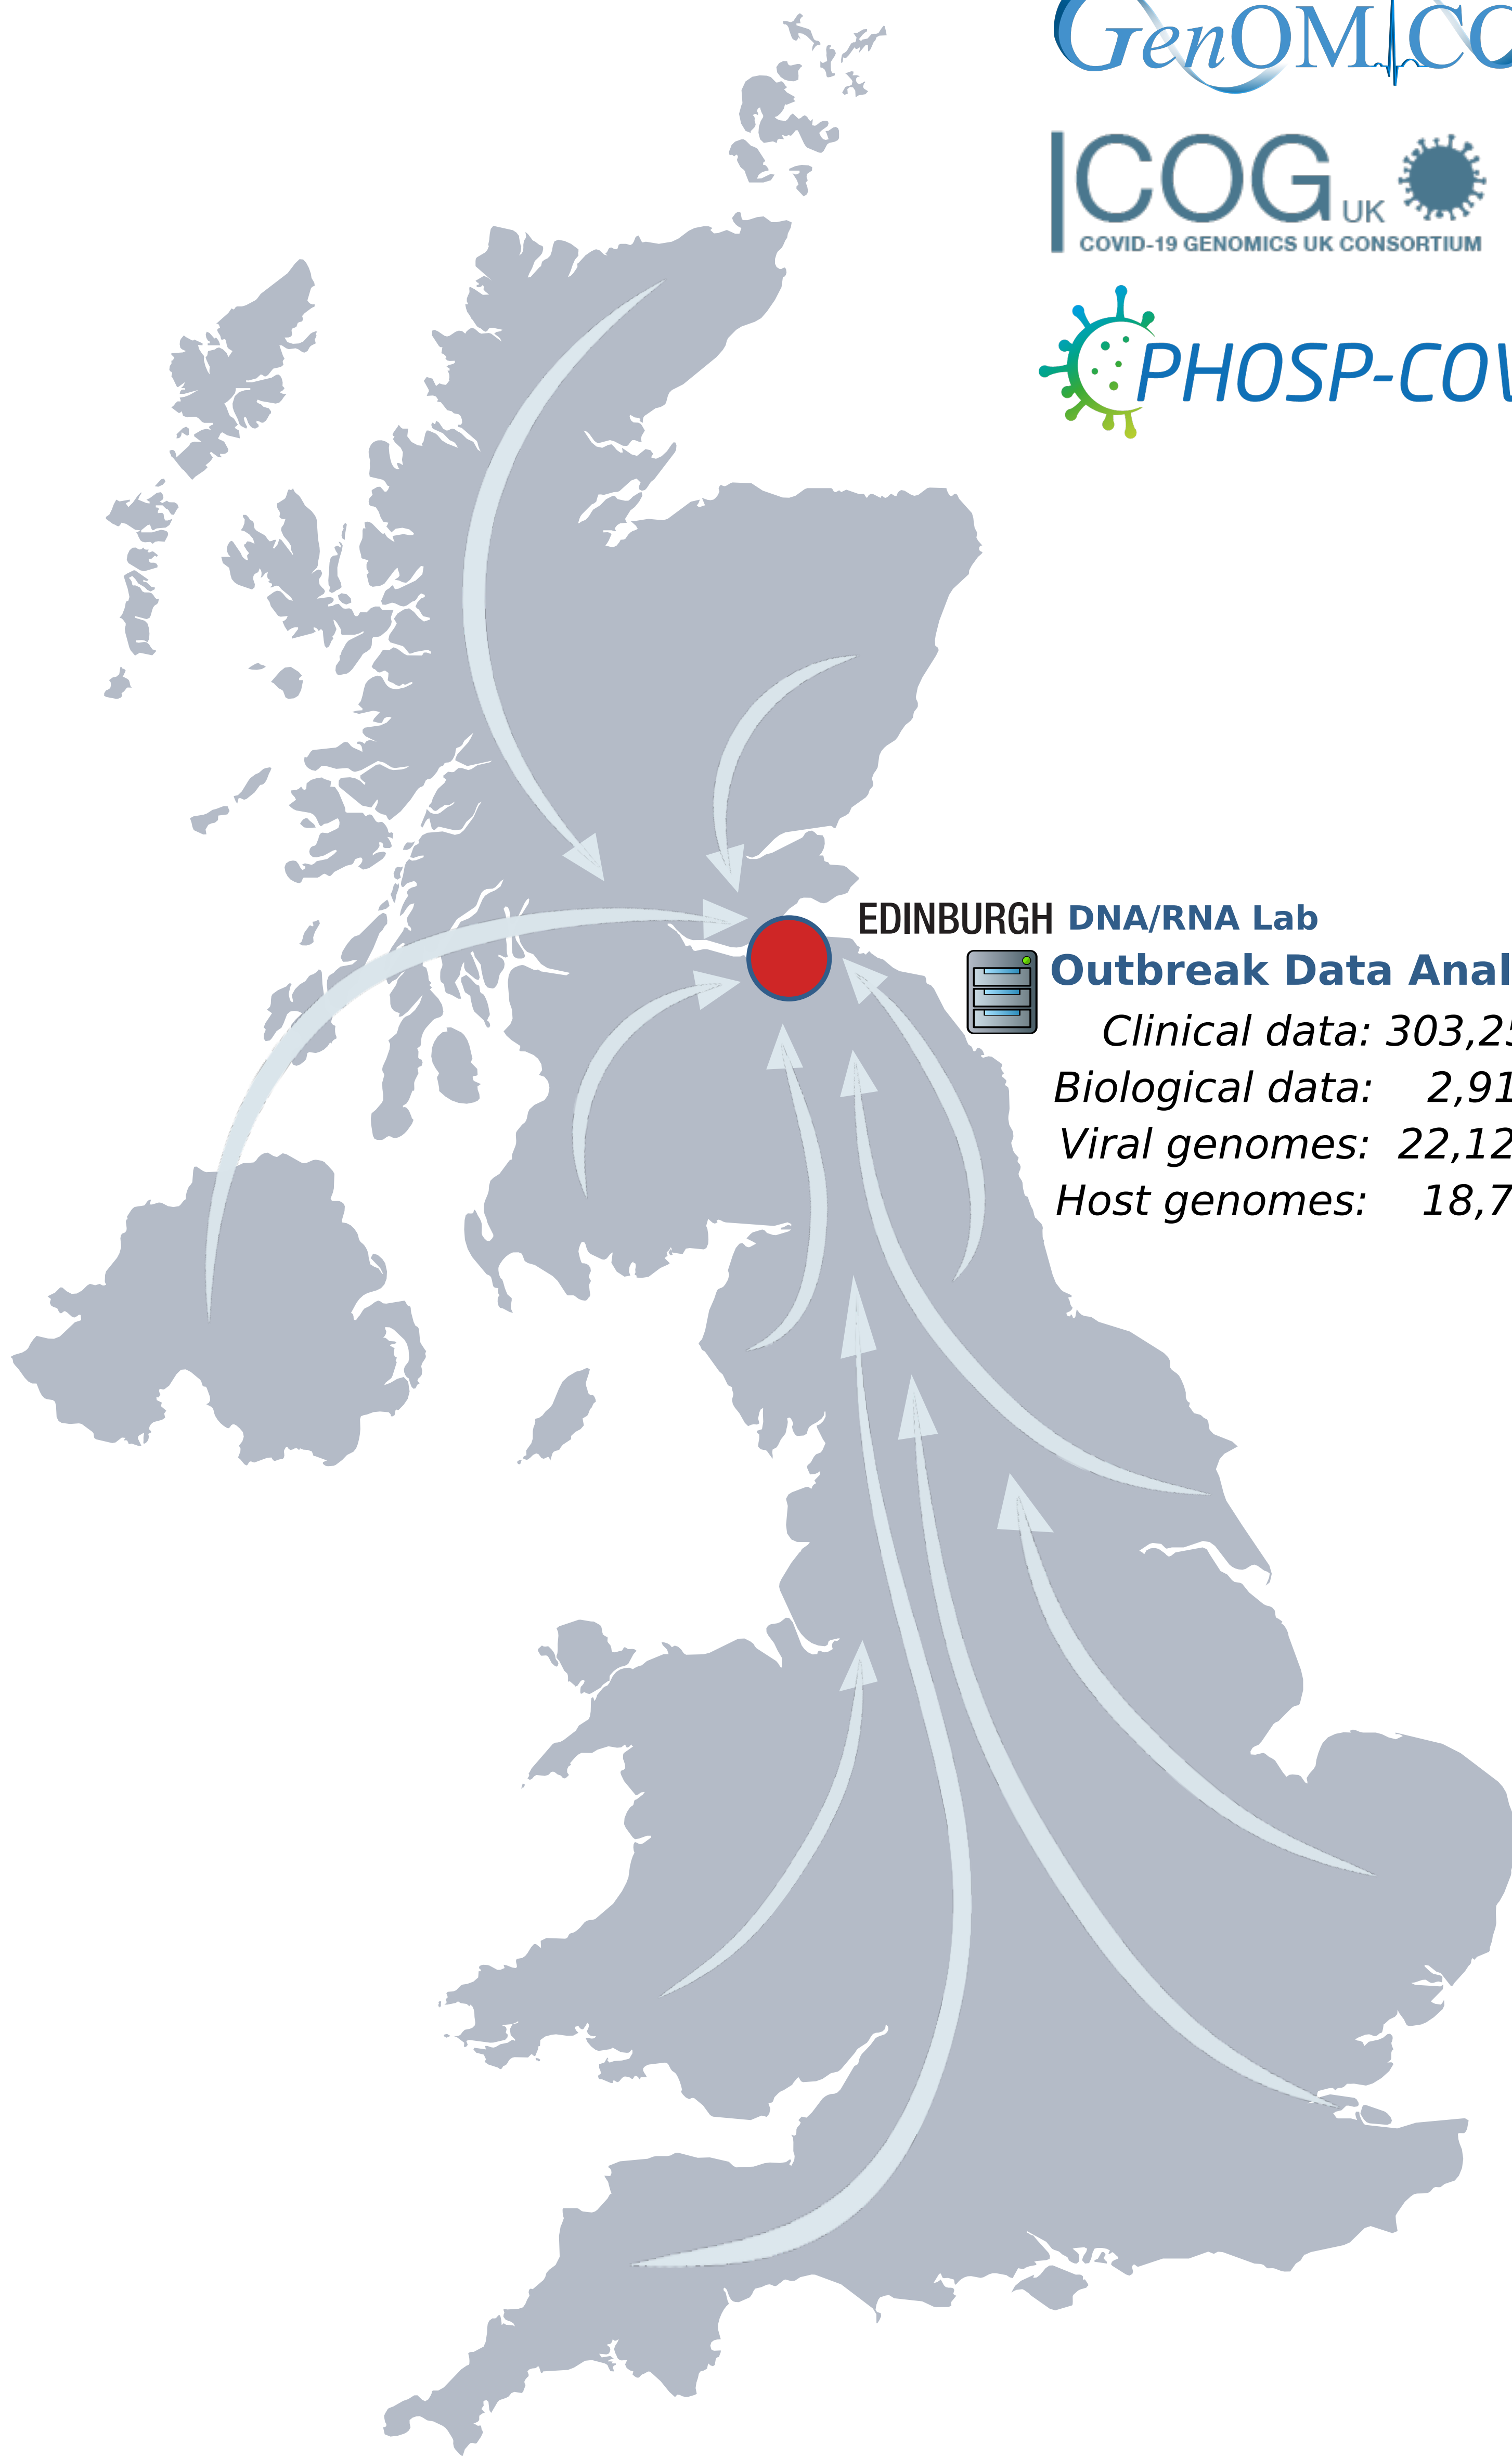 GenOMICC
COG UK
COVID-19 GENOMICS UK CONSORTIUM
PHOSP-COV
EDINBURGH DNA/RNA Lab
Outbreak Data Anal
Clinical data: 303,25
Biological data: 2,91
Viral genomes: 22,12
Host genomes: 18,7